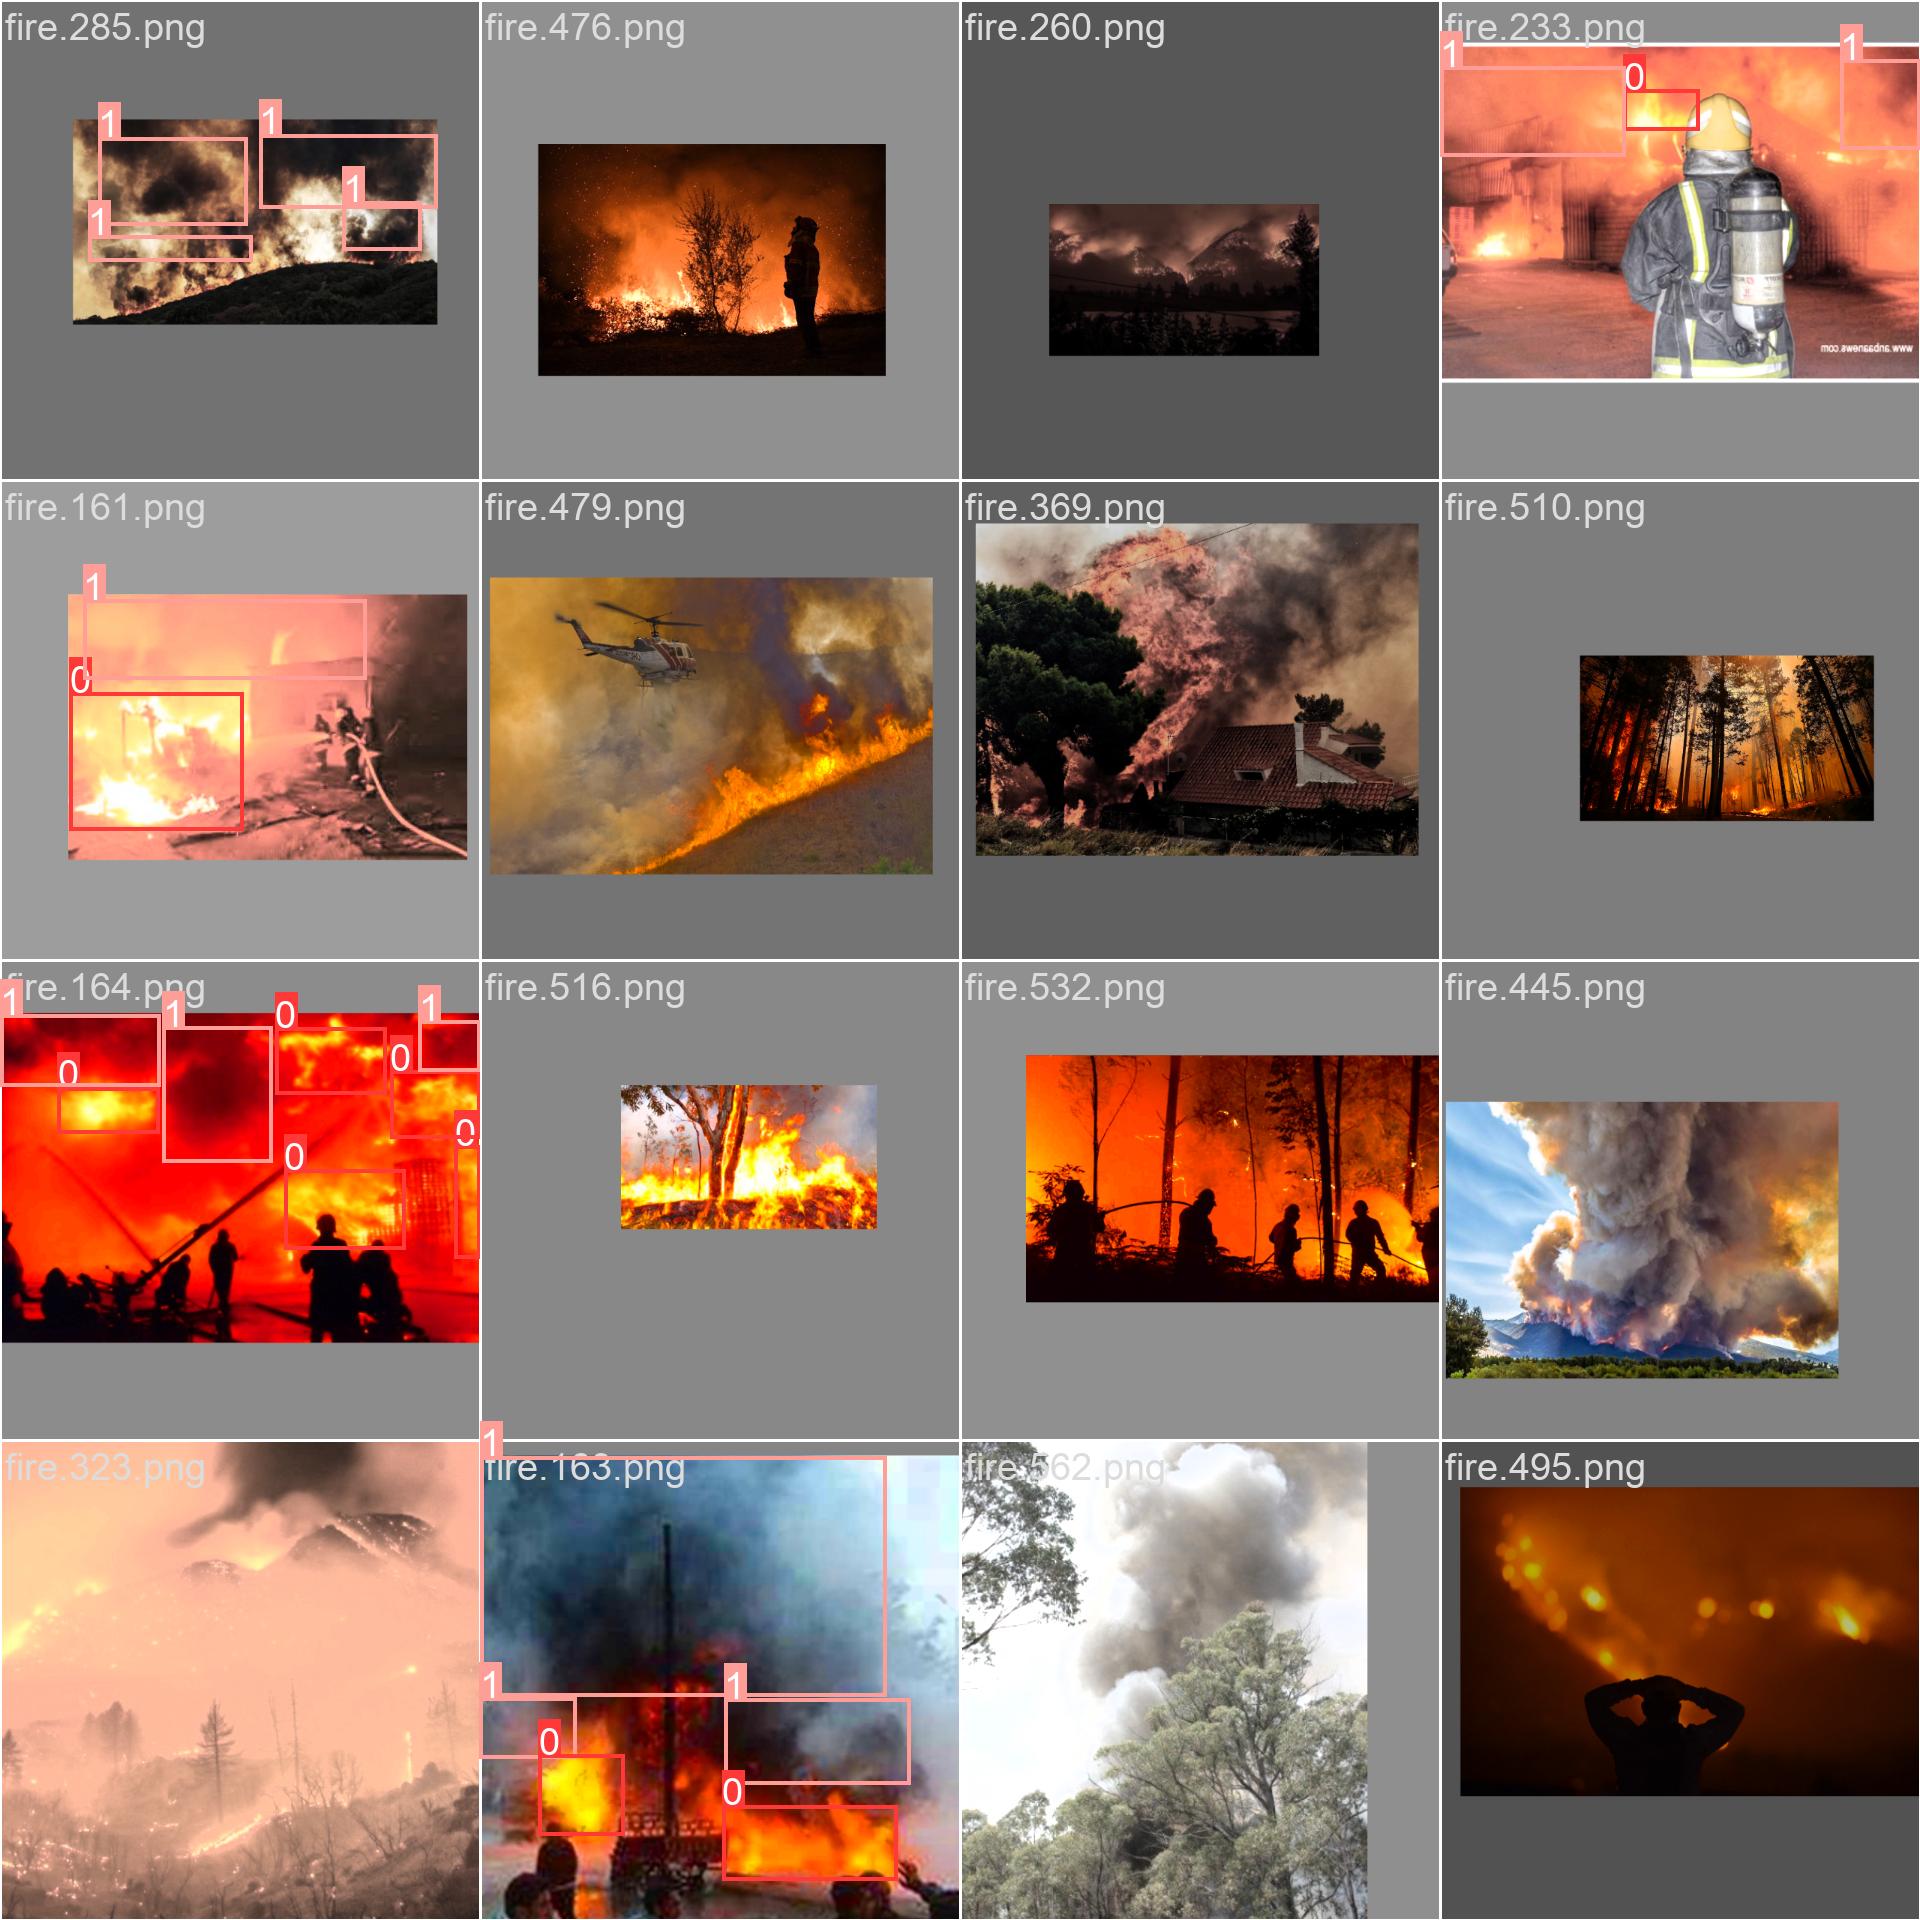 fire.285.png
fire.476.png
fire.260.png
fire.233.png
1
1
1
1
1
0
1
www.anbaanews.com
fire.161.png
fire.479.png
fire.369.png
fire.510.png
1
0
fire.164.png
fire.516.png
fire.532.png
fire.445.png
1
1
0
1
0
0
0
0
fire.323.png
fire.163.png
fire.562.png
fire.495.png
1
1
1
0
0